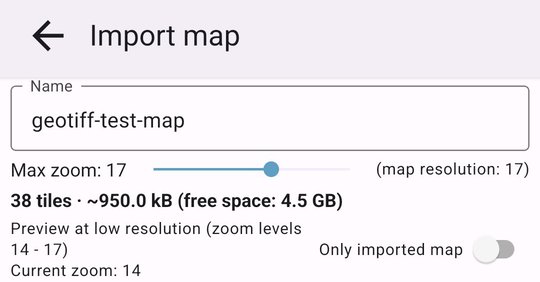 Import map
Name
geotiff-test-map
Max zoom: 17 (map resolution: 17)
38 tiles · ~950.0 kB (free space: 4.5 GB)
Preview at low resolution (zoom levels
14 - 17)
Only imported map
Current zoom: 14